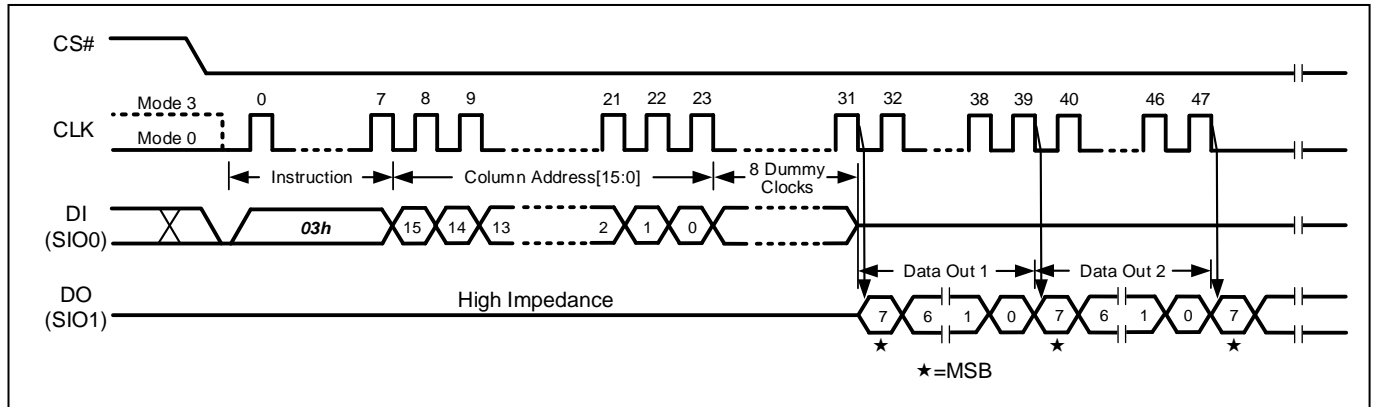 CS#
Mode 3 0 7 8 9 21 22 23 31 32 38 39 40 46 47
CLK
Mode 0
Instruction Column Address[15:0] 8 Dummy
Clocks
DI
(SIO0)
03h 15 14 13 2 1 0
Data Out 1 Data Out 2
DO
(SIO1)
High Impedance
7 6 1 0 7 6 1 0 7
★ ★ ★
★=MSB